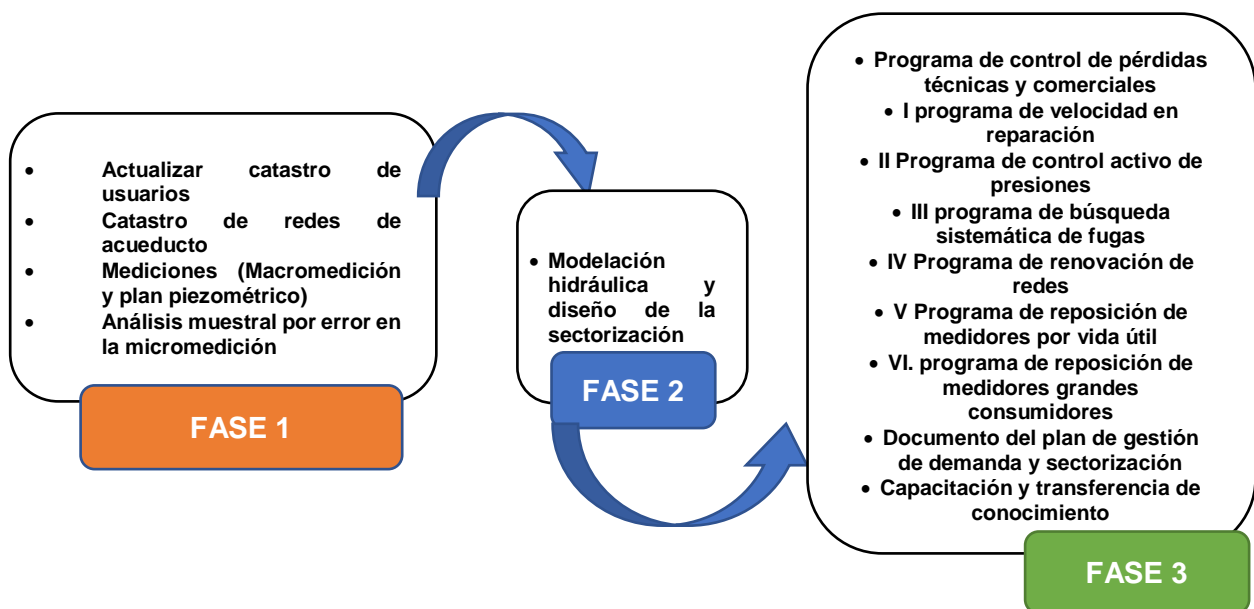 • Actualizar catastro de
usuarios
• Catastro de redes de
acueducto
• Mediciones (Macromedición
y plan piezométrico)
• Análisis muestral por error en
la micromedición
FASE 1
• Modelación
hidráulica y
diseño de la
sectorización
FASE 2
• Programa de control de pérdidas
técnicas y comerciales
• I programa de velocidad en
reparación
• II Programa de control activo de
presiones
• III programa de búsqueda
sistemática de fugas
• IV Programa de renovación de
redes
• V Programa de reposición de
medidores por vida útil
• VI. programa de reposición de
medidores grandes
consumidores
• Documento del plan de gestión
de demanda y sectorización
• Capacitación y transferencia de
conocimiento
FASE 3